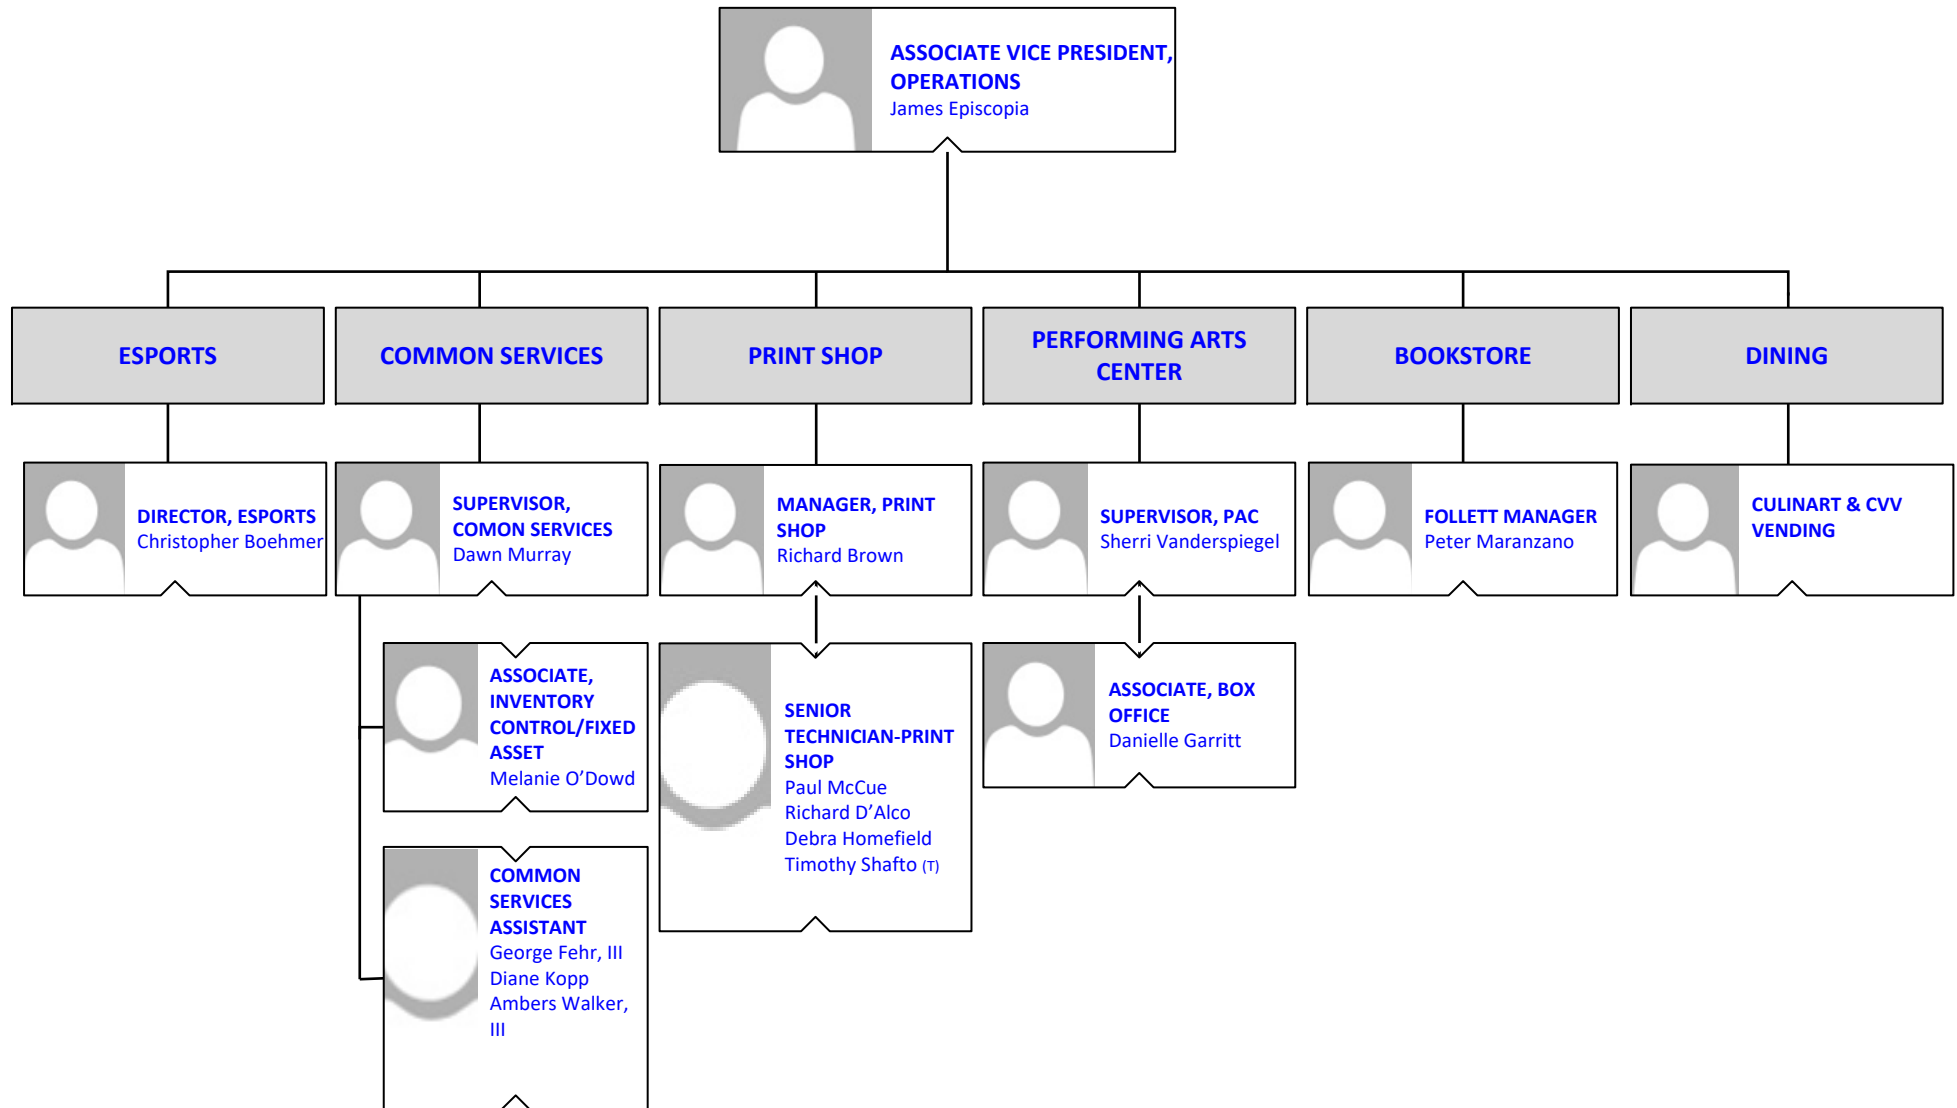 ASSOCIATE VICE PRESIDENT,
OPERATIONS
James Episcopia
ESPORTS
COMMON SERVICES
PRINT SHOP
PERFORMING ARTS
CENTER
BOOKSTORE
DINING
DIRECTOR, ESPORTS
Christopher Boehmer
SUPERVISOR,
COMON SERVICES
Dawn Murray
MANAGER, PRINT
SHOP
Richard Brown
SUPERVISOR, PAC
Sherri Vanderspiegel
FOLLETT MANAGER
Peter Maranzano
CULINART & CVV
VENDING
ASSOCIATE,
INVENTORY
CONTROL/FIXED
ASSET
Melanie O’Dowd
SENIOR
TECHNICIAN-PRINT
SHOP
Paul McCue
Richard D’Alco
Debra Homefield
Timothy Shafto (T)
ASSOCIATE, BOX
OFFICE
Danielle Garritt
COMMON
SERVICES
ASSISTANT
George Fehr, III
Diane Kopp
Ambers Walker,
III